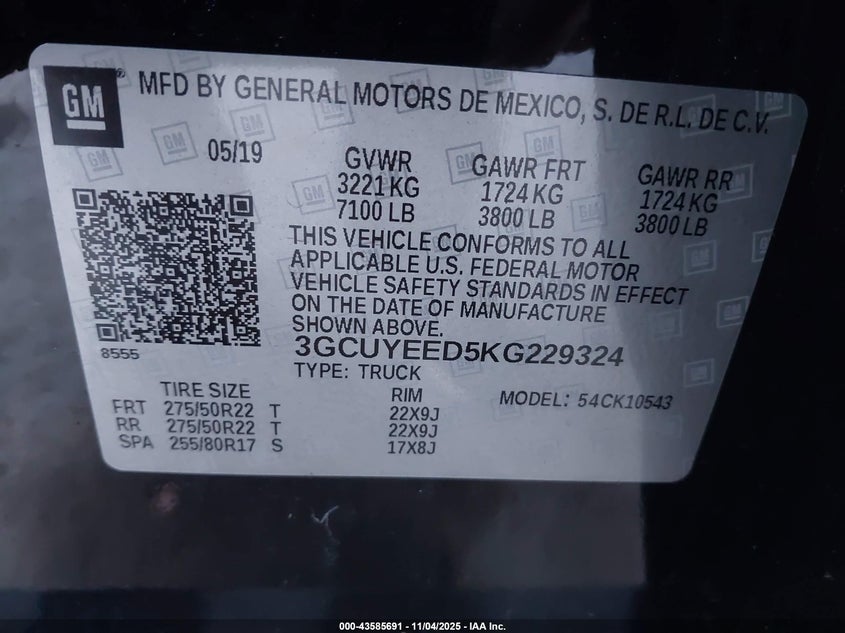 GM
MFD BY GENERAL MOTORS DE MEXICO, S. DE R.L. DE C.V.
05/19
GVWR GAWR FRT GAWR RR
3221 KG 1724 KG 1724 KG
7100 LB 3800 LB 3800 LB
THIS VEHICLE CONFORMS TO ALL
APPLICABLE U.S. FEDERAL MOTOR
VEHICLE SAFETY STANDARDS IN EFFECT
ON THE DATE OF MANUFACTURE
SHOWN ABOVE.
8555
3GCUYEED5KG229324
TYPE: TRUCK
TIRE SIZE RIM MODEL: 54CK10543
FRT 275/50R22 T 22X9J
RR 275/50R22 T 22X9J
SPA 255/80R17 S 17X8J
000-43585691 - 11/04/2025 - IAA Inc.